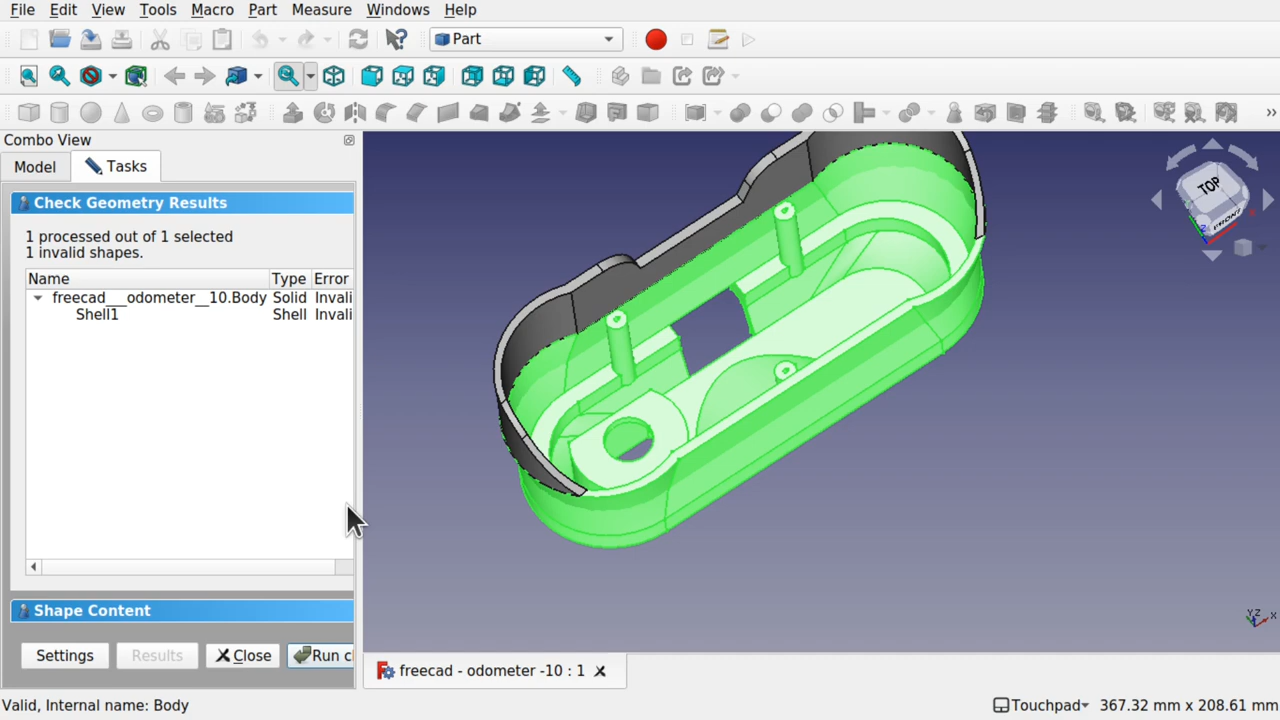 File Edit View Tools Macro Part Measure Windows Help
Part
Combo View
Model Tasks
Check Geometry Results
1 processed out of 1 selected
1 invalid shapes.
Name Type Error
freecad___odometer__10.Body Solid Invali
Shell1 Shell Invali
Shape Content
Settings Results Close Run c
TOP
FRONT
Y Z X
freecad - odometer -10 : 1
Valid, Internal name: Body
Touchpad 367.32 mm x 208.61 mm